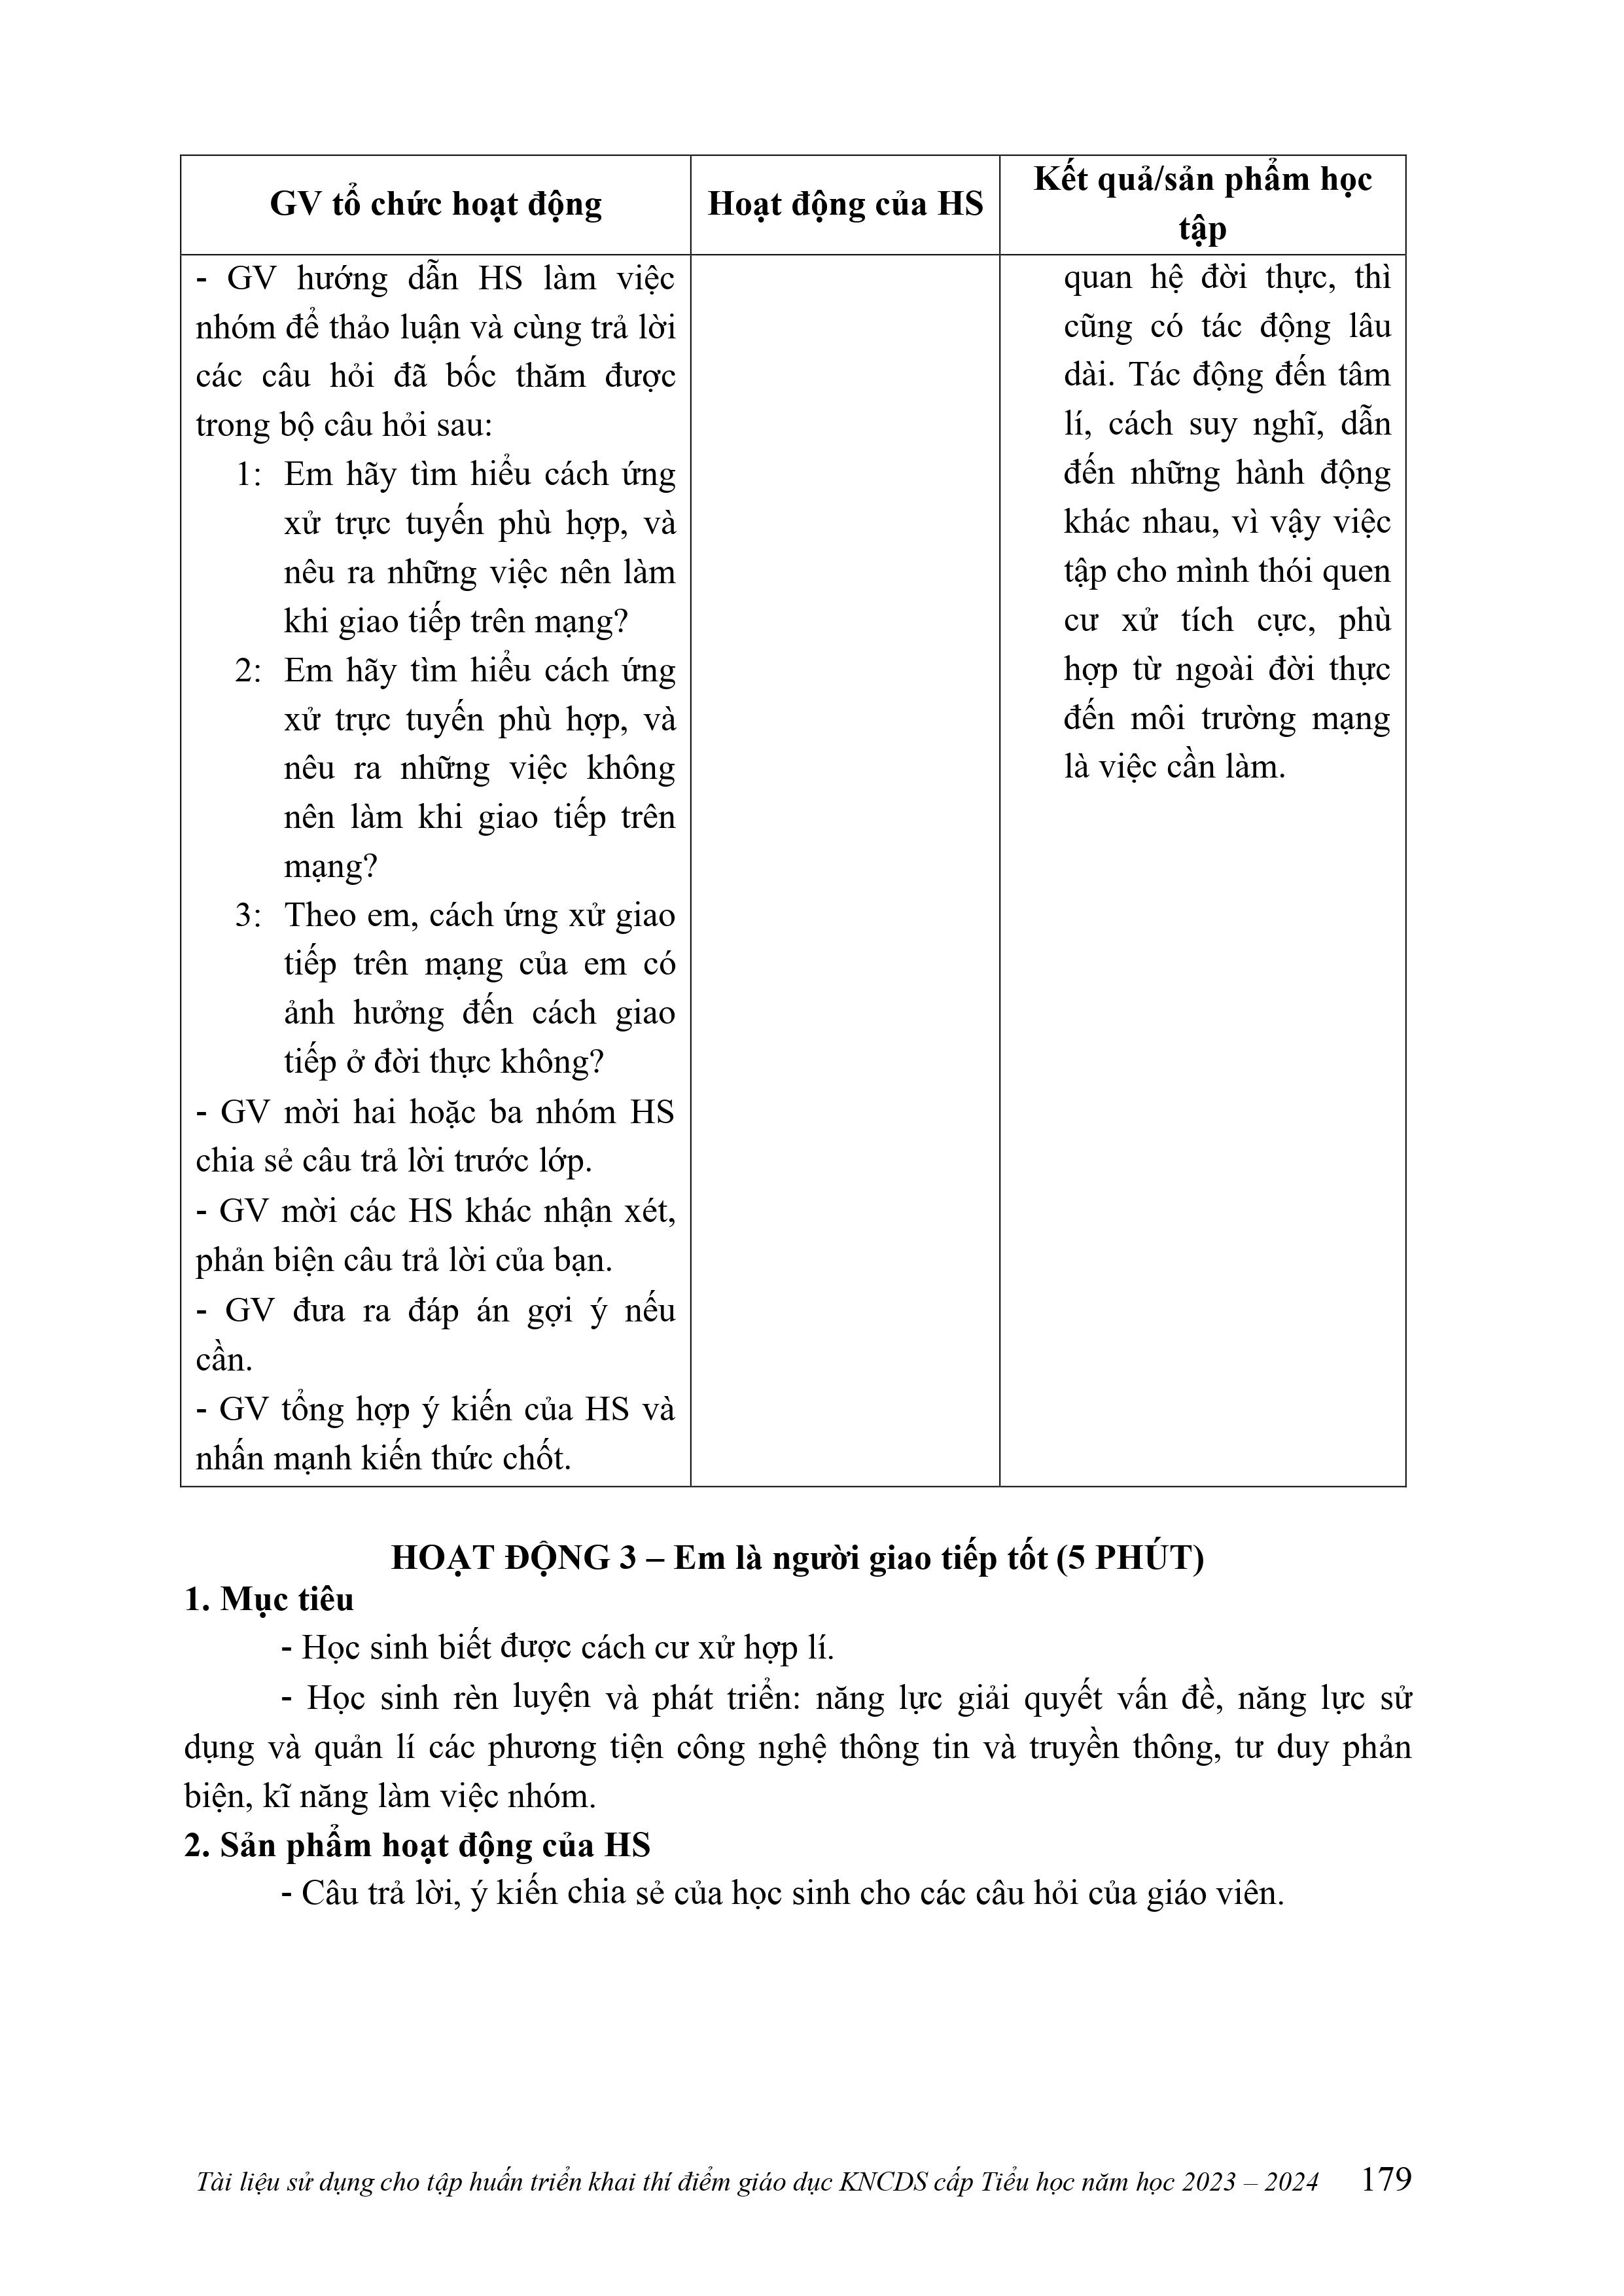 GV tổ chức hoạt động
Hoạt động của HS
Kết quả/sản phẩm học
tập
- GV hướng dẫn HS làm việc
nhóm để thảo luận và cùng trả lời
các câu hỏi đã bốc thăm được
trong bộ câu hỏi sau:
1: Em hãy tìm hiểu cách ứng
xử trực tuyến phù hợp, và
nêu ra những việc nên làm
khi giao tiếp trên mạng?
2: Em hãy tìm hiểu cách ứng
xử trực tuyến phù hợp, và
nêu ra những việc không
nên làm khi giao tiếp trên
mạng?
3: Theo em, cách ứng xử giao
tiếp trên mạng của em có
ảnh hưởng đến cách giao
tiếp ở đời thực không?
- GV mời hai hoặc ba nhóm HS
chia sẻ câu trả lời trước lớp.
- GV mời các HS khác nhận xét,
phản biện câu trả lời của bạn.
- GV đưa ra đáp án gợi ý nếu
cần.
- GV tổng hợp ý kiến của HS và
nhấn mạnh kiến thức chốt.
quan hệ đời thực, thì
cũng có tác động lâu
dài. Tác động đến tâm
lí, cách suy nghĩ, dẫn
đến những hành động
khác nhau, vì vậy việc
tập cho mình thói quen
cư xử tích cực, phù
hợp từ ngoài đời thực
đến môi trường mạng
là việc cần làm.
HOẠT ĐỘNG 3 – Em là người giao tiếp tốt (5 PHÚT)
1. Mục tiêu
- Học sinh biết được cách cư xử hợp lí.
- Học sinh rèn luyện và phát triển: năng lực giải quyết vấn đề, năng lực sử
dụng và quản lí các phương tiện công nghệ thông tin và truyền thông, tư duy phản
biện, kĩ năng làm việc nhóm.
2. Sản phẩm hoạt động của HS
- Câu trả lời, ý kiến chia sẻ của học sinh cho các câu hỏi của giáo viên.
Tài liệu sử dụng cho tập huấn triển khai thí điểm giáo dục KNCDS cấp Tiểu học năm học 2023 – 2024 179